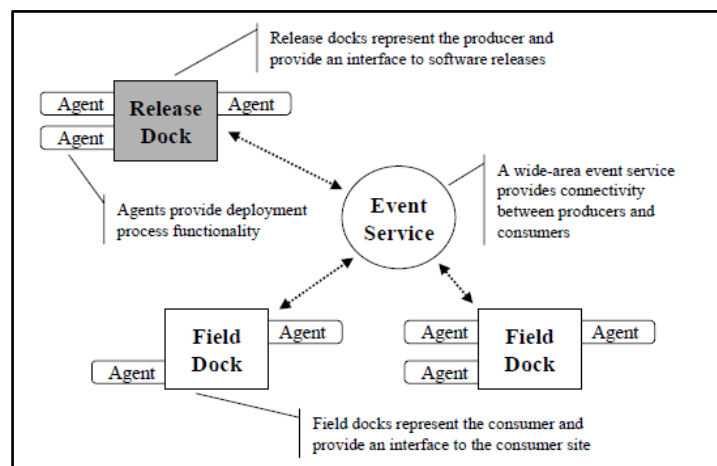 Release docks represent the producer and
provide an interface to software releases
Agent
Agent
Release
Dock
Agent
Agents provide deployment
process functionality
Event
Service
A wide-area event service
provides connectivity
between producers and
consumers
Agent
Field
Dock
Agent
Agent
Agent
Field
Dock
Agent
Field docks represent the consumer and
provide an interface to the consumer site